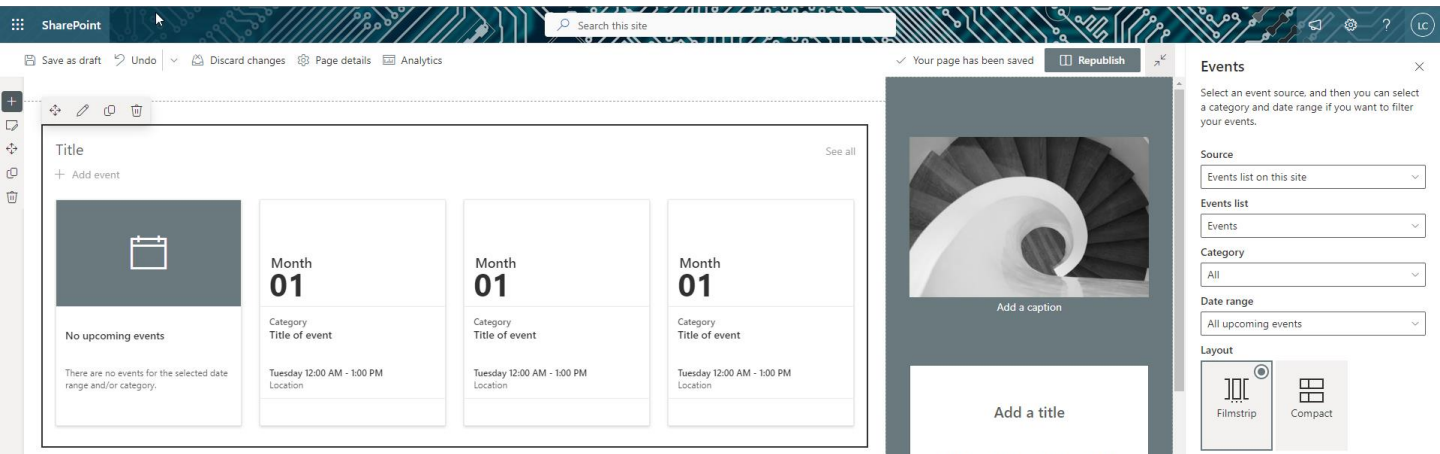 SharePoint
Search this site
?
LC
Save as draft Undo Discard changes Page details Analytics
Your page has been saved Republish
Title
See all
+ Add event
No upcoming events
There are no events for the selected date
range and/or category.
Month
01
Category
Title of event
Tuesday 12:00 AM - 1:00 PM
Location
Month
01
Category
Title of event
Tuesday 12:00 AM - 1:00 PM
Location
Month
01
Category
Title of event
Tuesday 12:00 AM - 1:00 PM
Location
Add a caption
Add a title
Events
Select an event source, and then you can select
a category and date range if you want to filter
your events.
Source
Events list on this site
Events list
Events
Category
All
Date range
All upcoming events
Layout
Filmstrip
Compact